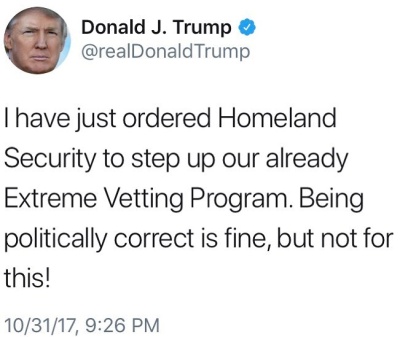 Donald J. Trump
@realDonaldTrump
I have just ordered Homeland
Security to step up our already
Extreme Vetting Program. Being
politically correct is fine, but not for
this!
10/31/17, 9:26 PM